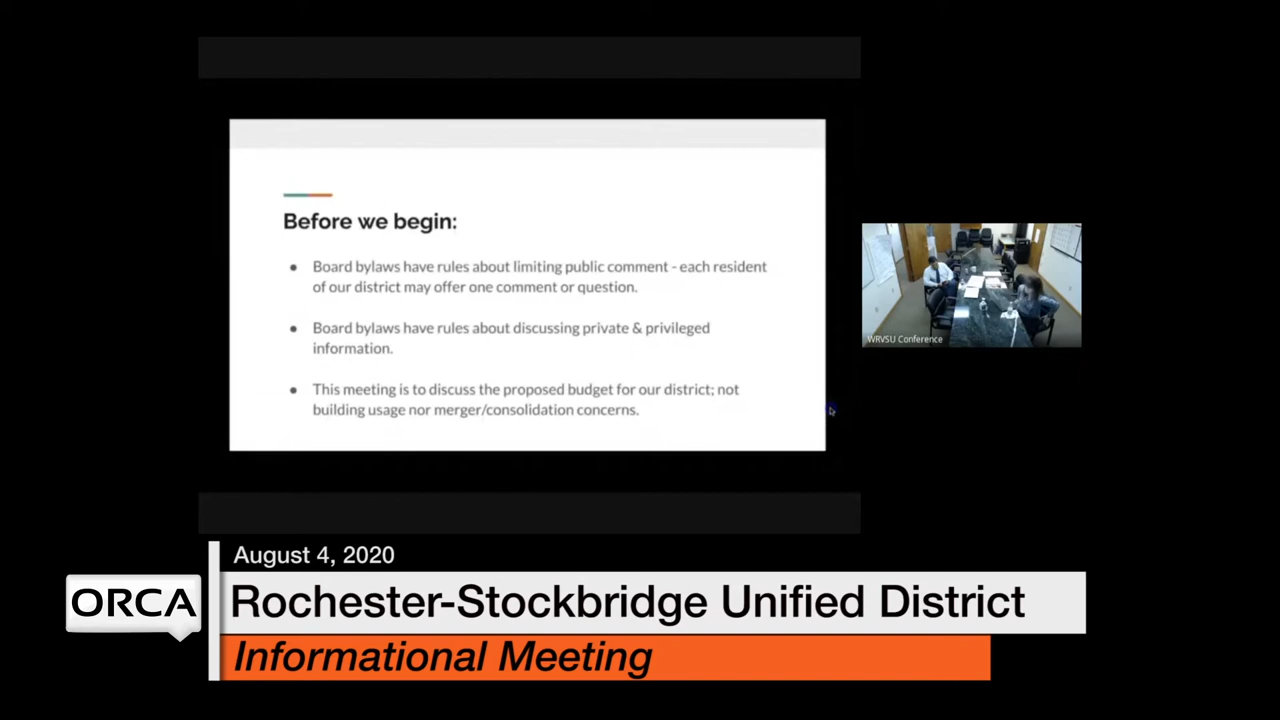 Before we begin:
● Board bylaws have rules about limiting public comment - each resident
of our district may offer one comment or question.
● Board bylaws have rules about discussing private & privileged
information.
● This meeting is to discuss the proposed budget for our district; not
building usage nor merger/consolidation concerns.
WRVSU Conference
August 4, 2020
ORCA
Rochester-Stockbridge Unified District
Informational Meeting